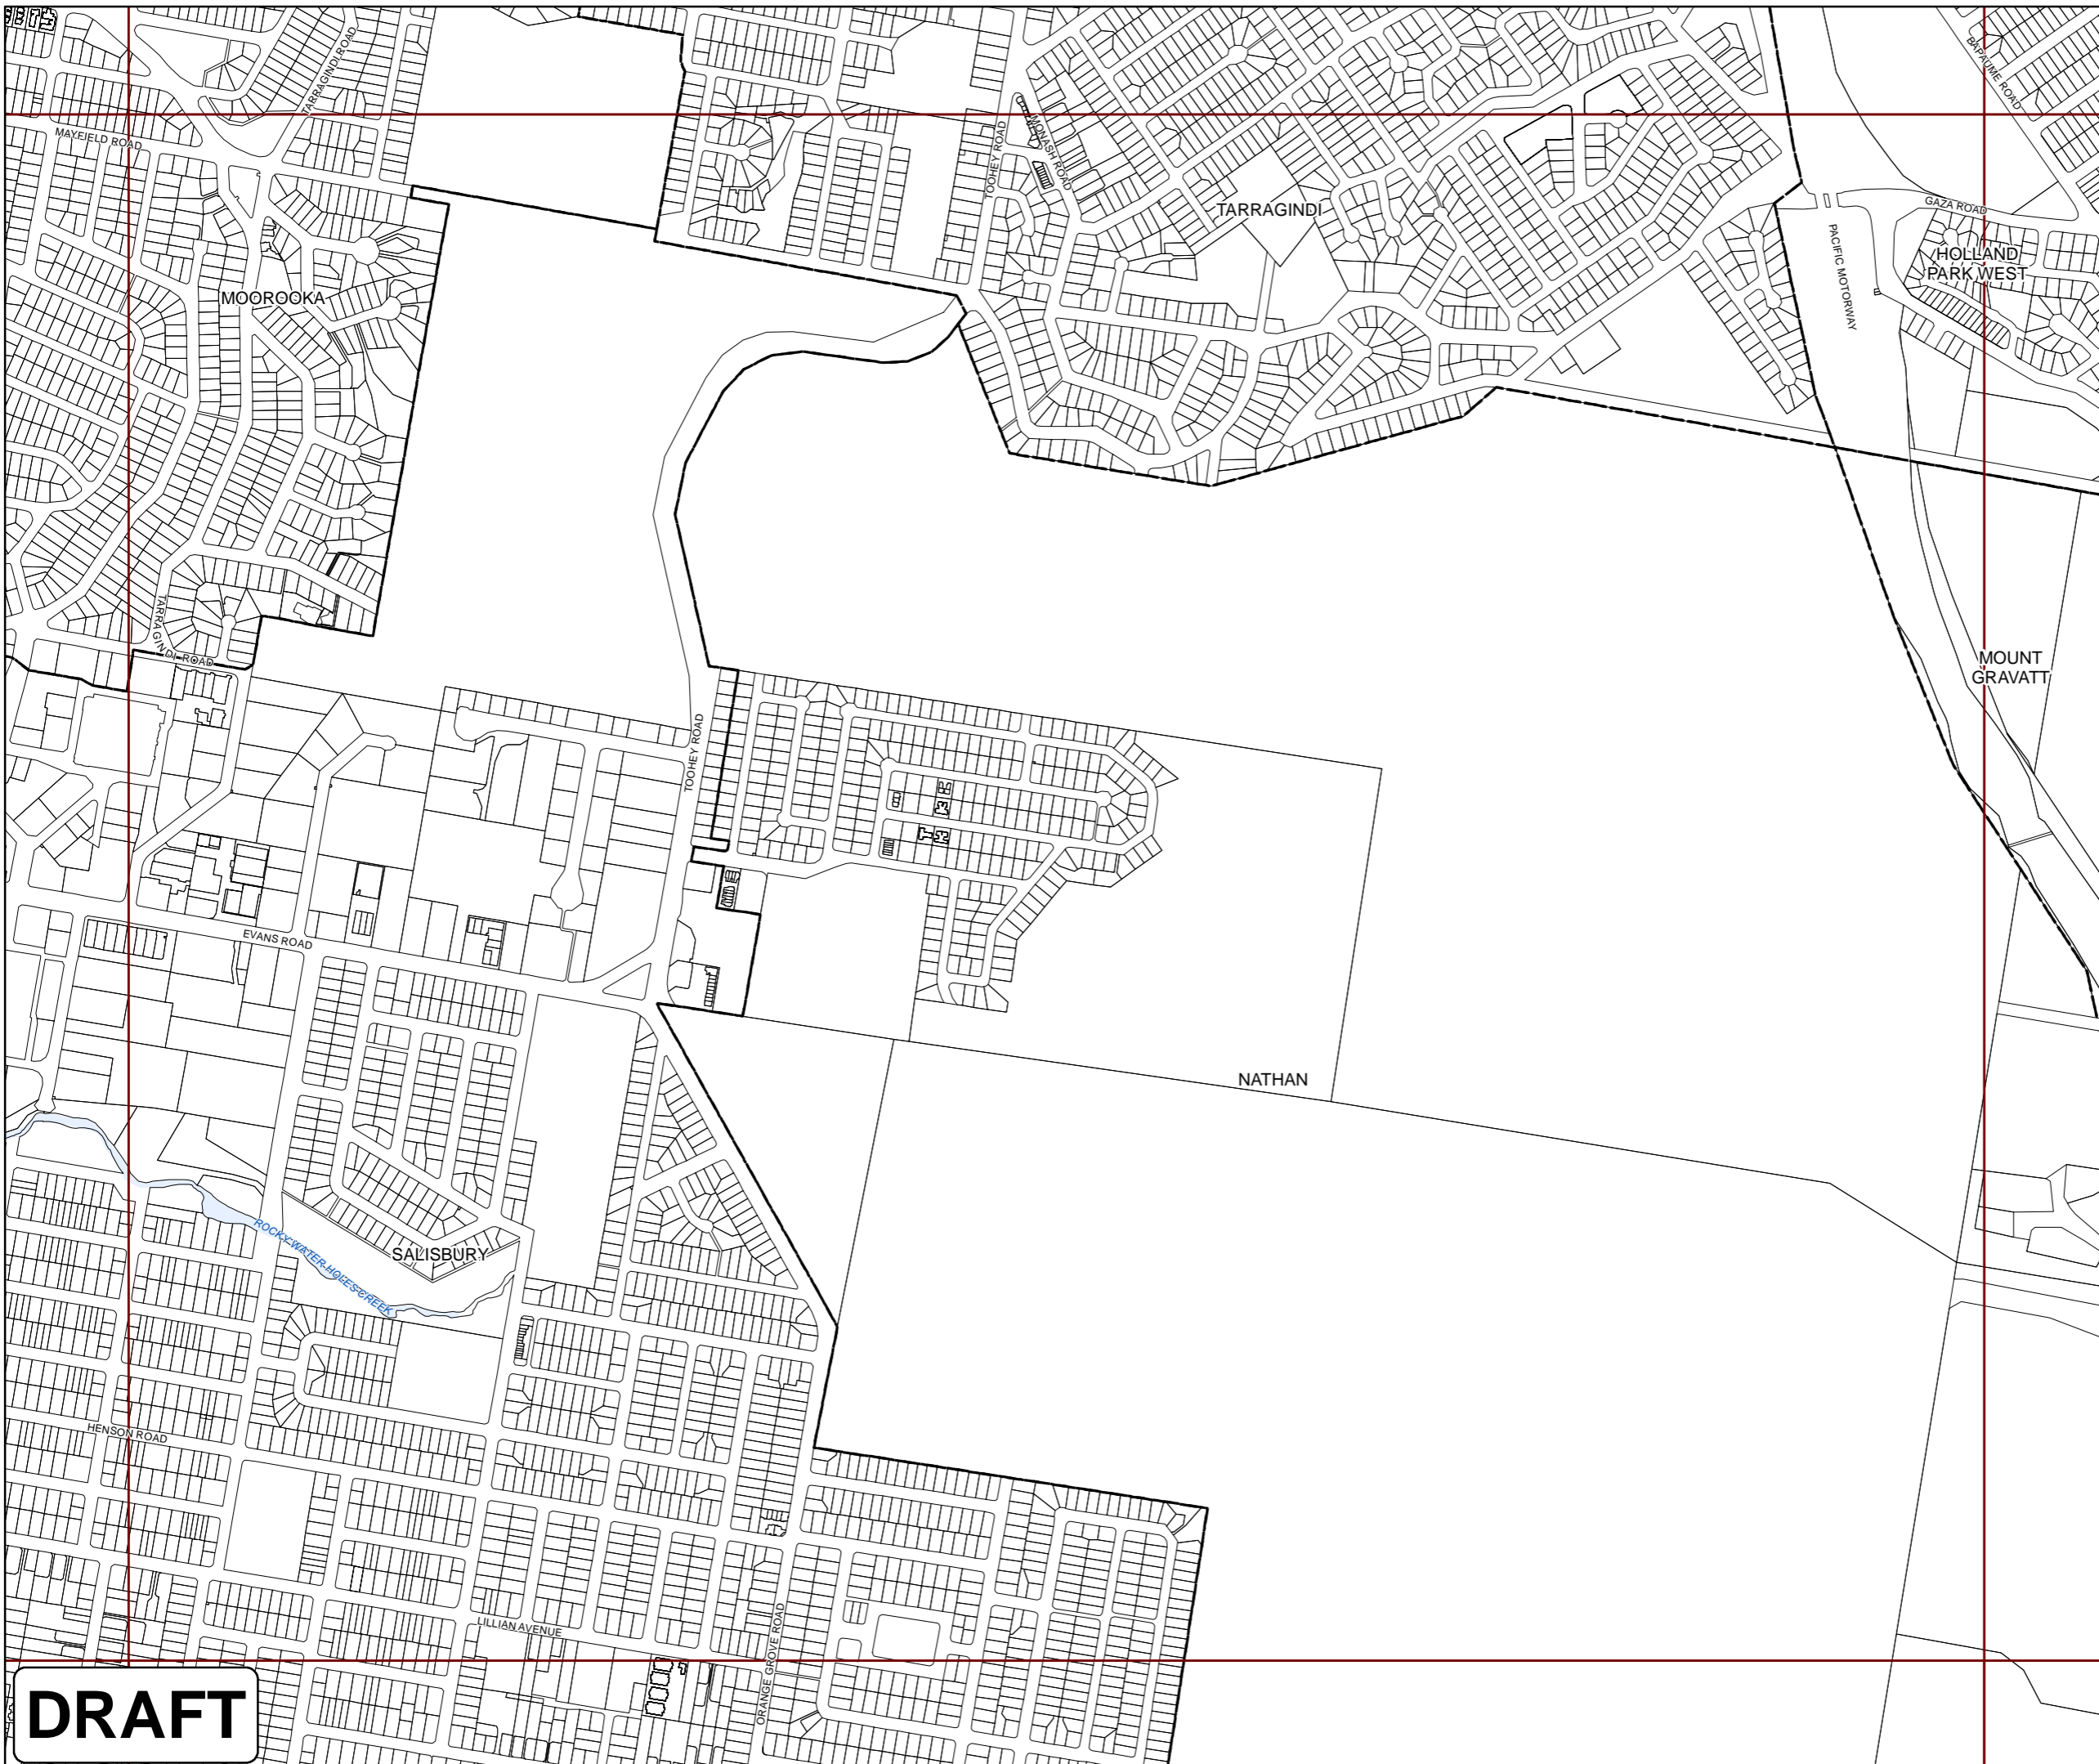 TARRAGINDI ROAD
BAPAUME ROAD
MAYFIELD ROAD
TOOHEY ROAD
MONASH ROAD
TARRAGINDI
GAZA ROAD
PACIFIC MOTORWAY
HOLLAND
PARK WEST
MOOROOKA
TARRAGINDI ROAD
MOUNT
GRAVATT
TOOHEY ROAD
EVANS ROAD
NATHAN
ROCKY WATER HOLES CREEK
SALISBURY
HENSON ROAD
LILLIAN AVENUE
ORANGE GROVE ROAD
DRAFT